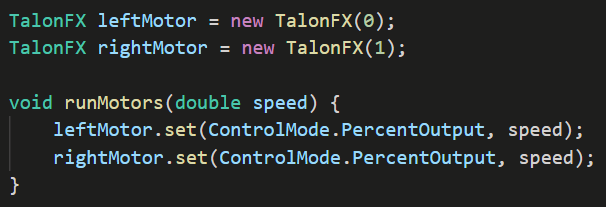 TalonFX leftMotor = new TalonFX(0);
TalonFX rightMotor = new TalonFX(1);

void runMotors(double speed) {
    leftMotor.set(ControlMode.PercentOutput, speed);
    rightMotor.set(ControlMode.PercentOutput, speed);
}